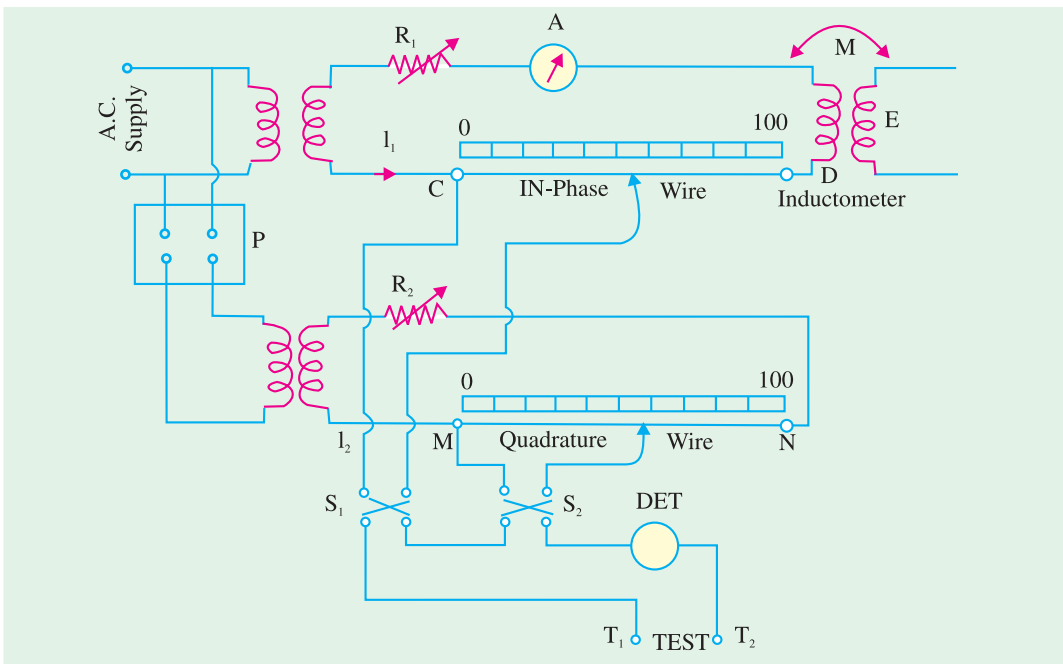 A
R₁
M
A.C.
Supply
0
100
E
l₁
C
IN-Phase
Wire
D
Inductometer
P
R₂
0
100
l₂
M
Quadrature
Wire
N
S₁
S₂
DET
T₁
TEST
T₂